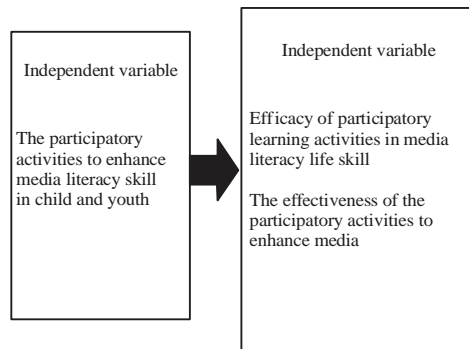 Independent variable
The participatory
activities to enhance
media literacy skill
in child and youth
Independent variable
Efficacy of participatory
learning activities in media
literacy life skill
The effectiveness of the
participatory activities to
enhance media